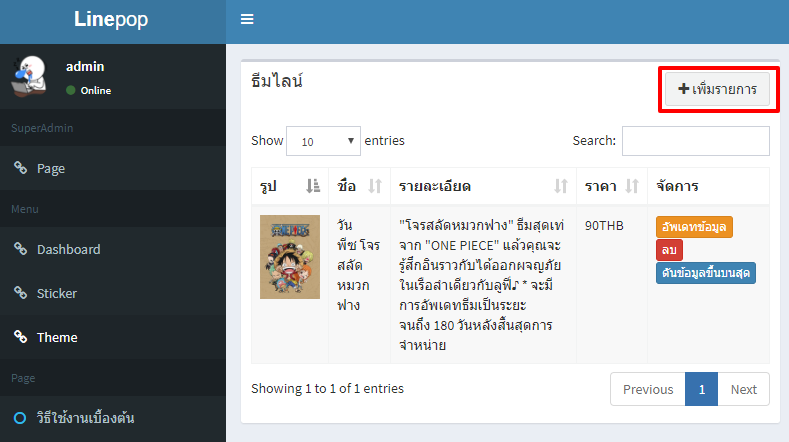 Linepop
admin
Online
SuperAdmin
Page
Menu
Dashboard
Sticker
Theme
Page
วิธีใช้งานเบื้องต้น
ธีมไลน์
เพิ่มรายการ
Show 10 entries
Search:
รูป ชื่อ รายละเอียด ราคา จัดการ
ONE PIECE
วัน
พีซ โจร
สลัด
หมวก
ฟาง
"โจรสลัดหมวกฟาง" ธีมสุดเท่
จาก "ONE PIECE" แล้วคุณจะ
รู้สึกอินราวกับได้ออกผจญภัย
ในเรือลำเดียวกับลูฟี่♪ * จะมี
การอัพเดทธีมเป็นระยะ
จนถึง 180 วันหลังสิ้นสุดการ
จำหน่าย
90THB
อัพเดทข้อมูล
ลบ
ดันข้อมูลขึ้นบนสุด
Showing 1 to 1 of 1 entries
Previous 1 Next